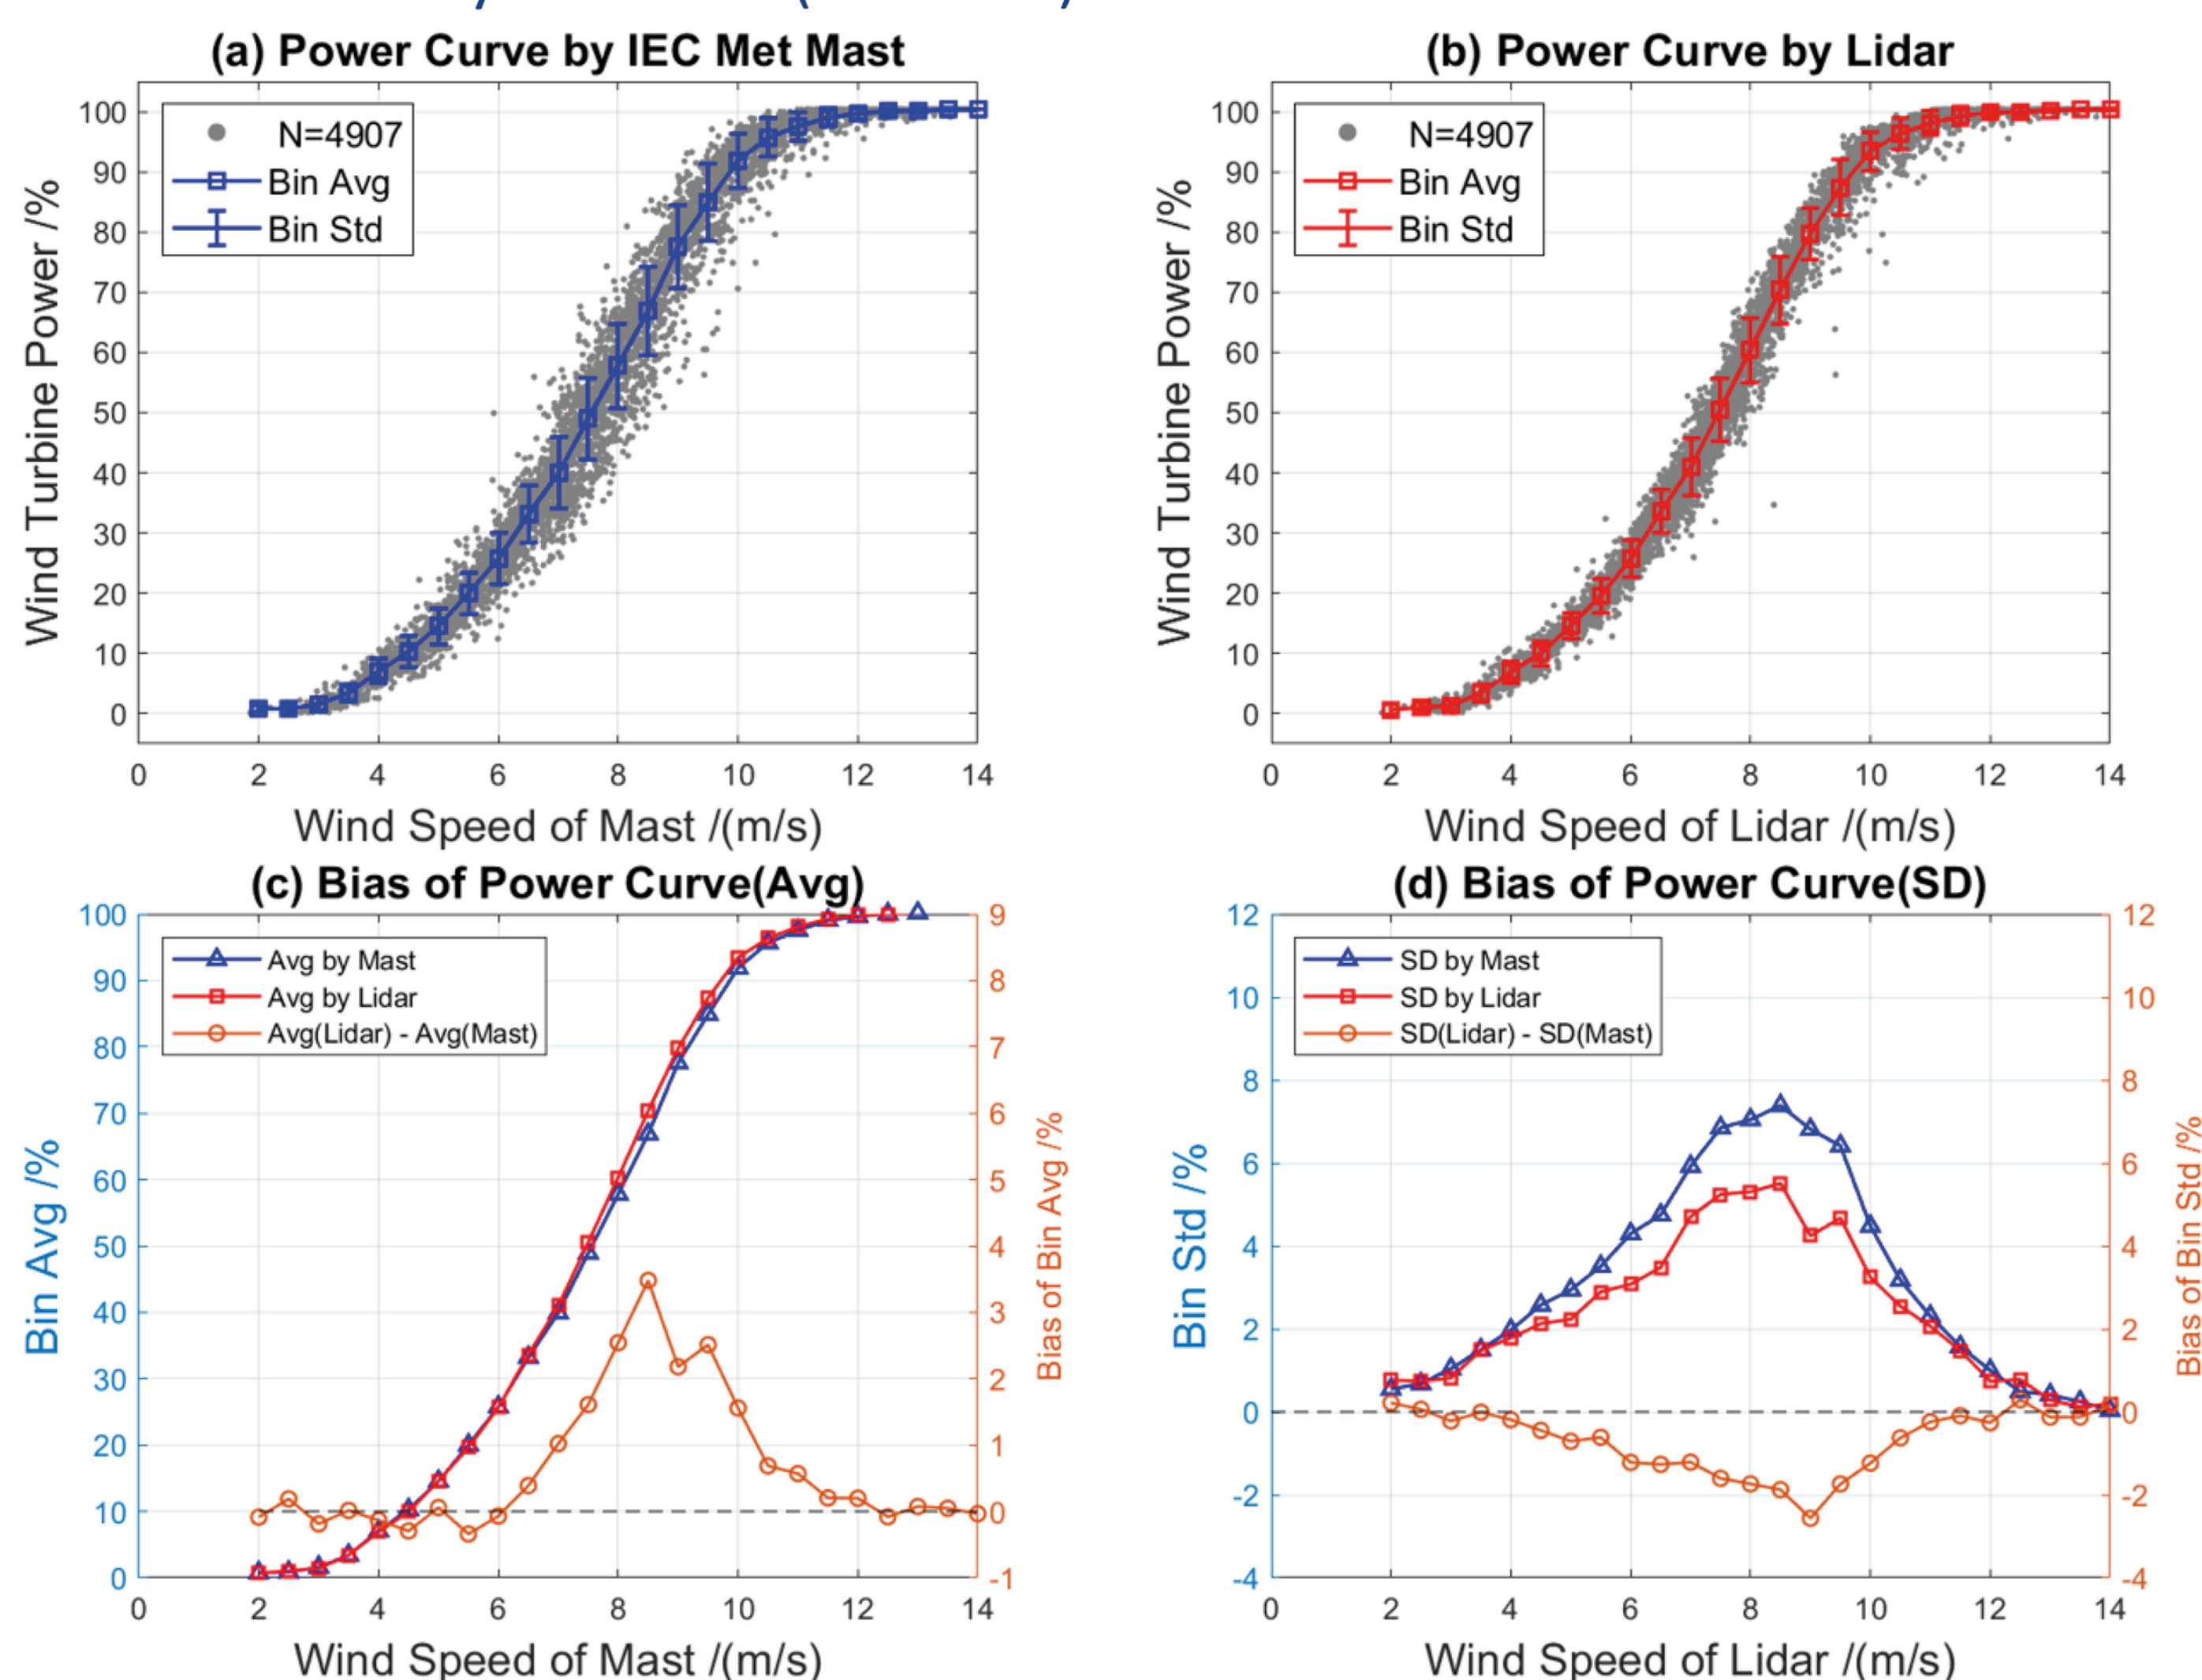 (a) Power Curve by IEC Met Mast
N=4907
Bin Avg
Bin Std
Wind Turbine Power /%
100
90
80
70
60
50
40
30
20
10
0
0 2 4 6 8 10 12 14
Wind Speed of Mast /(m/s)
(b) Power Curve by Lidar
N=4907
Bin Avg
Bin Std
Wind Turbine Power /%
100
90
80
70
60
50
40
30
20
10
0
0 2 4 6 8 10 12 14
Wind Speed of Lidar /(m/s)
(c) Bias of Power Curve(Avg)
Avg by Mast
Avg by Lidar
Avg(Lidar) - Avg(Mast)
Bin Avg /%
100
90
80
70
60
50
40
30
20
10
0
Bias of Bin Avg /%
9
8
7
6
5
4
3
2
1
0
-1
0 2 4 6 8 10 12 14
Wind Speed of Mast /(m/s)
(d) Bias of Power Curve(SD)
SD by Mast
SD by Lidar
SD(Lidar) - SD(Mast)
Bin Std /%
12
10
8
6
4
2
0
-2
-4
Bias of Bin Std /%
12
10
8
6
4
2
0
-2
-4
0 2 4 6 8 10 12 14
Wind Speed of Lidar /(m/s)